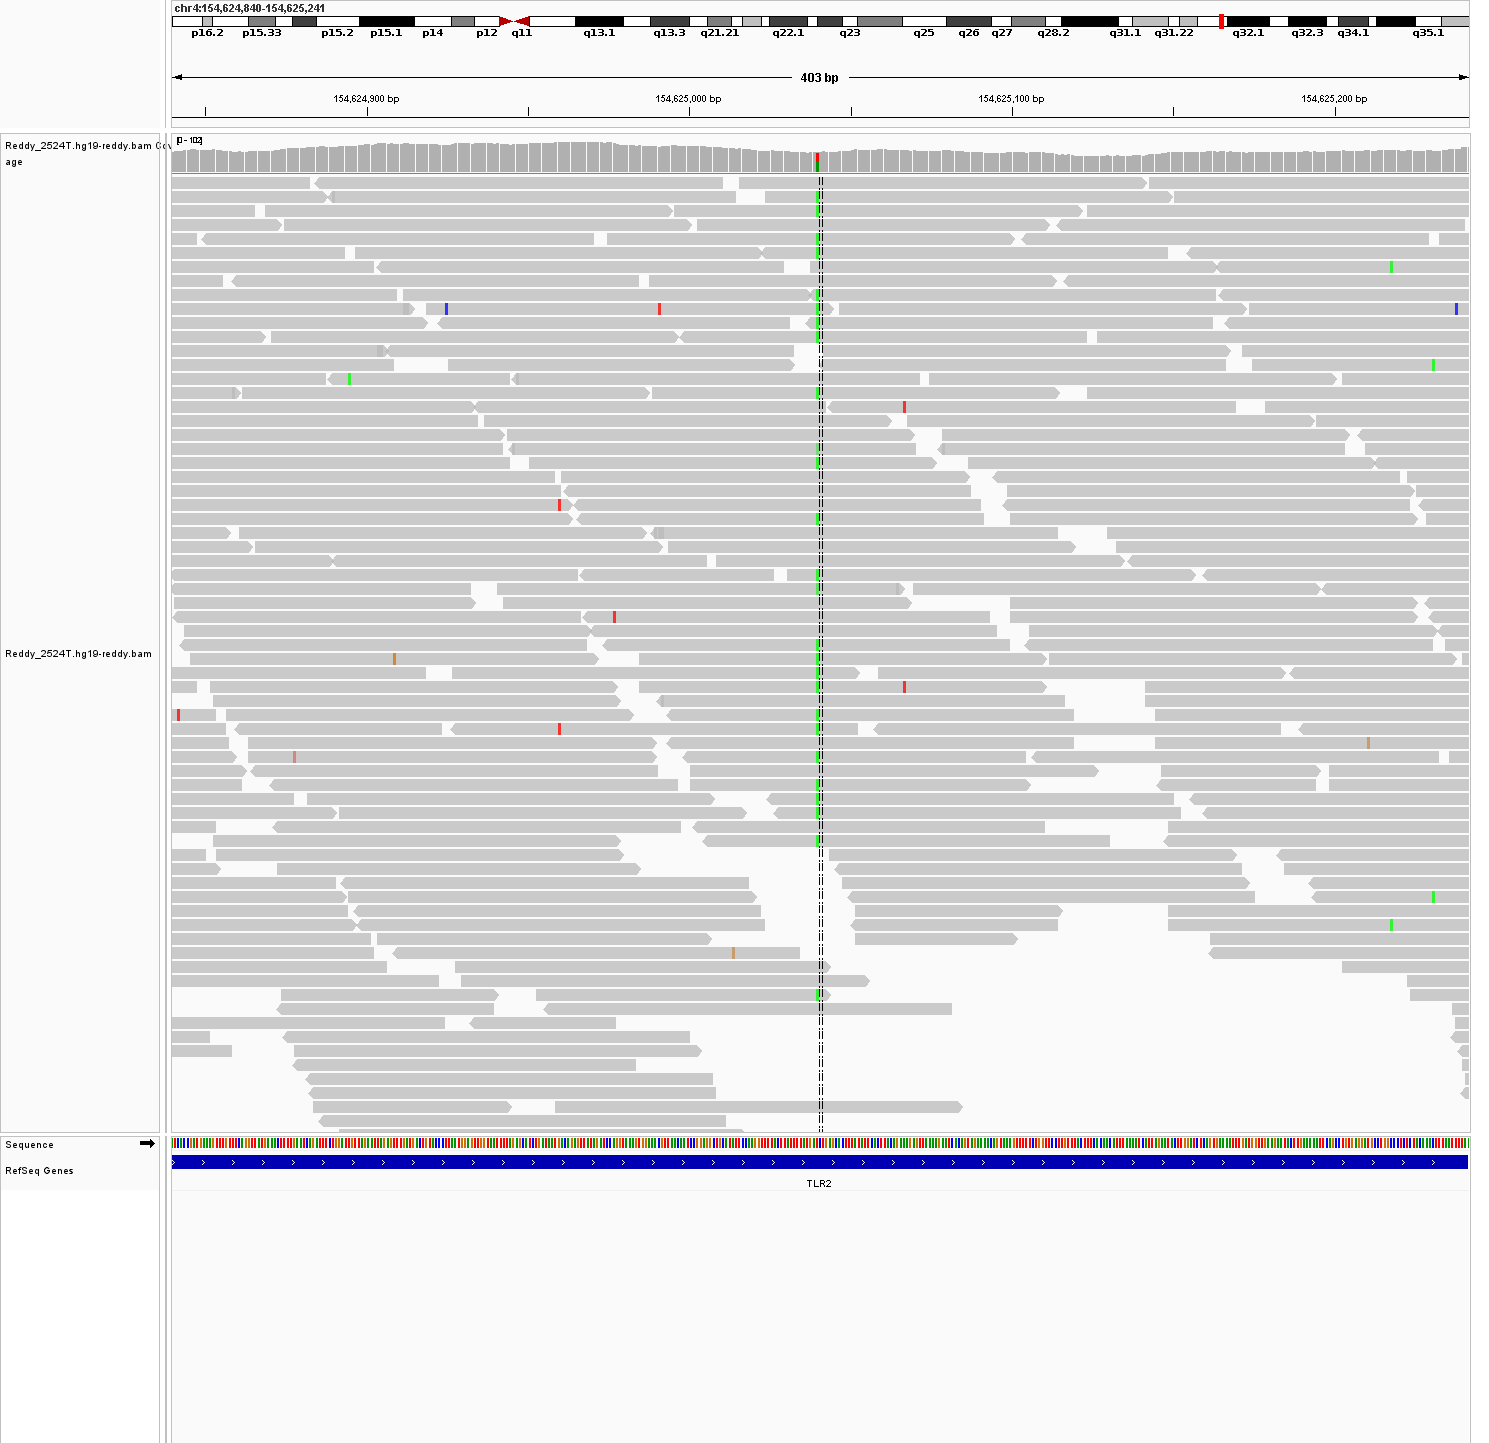 chr4:154,624,840-154,625,241
p16.2 p15.33 p15.2 p15.1 p14 p12 q11 q13.1 q13.3 q21.21 q22.1 q23 q25 q26 q27 q28.2 q31.1 q31.22 q32.1 q32.3 q34.1 q35.1
403 bp
154,624,900 bp 154,625,000 bp 154,625,100 bp 154,625,200 bp
Reddy_2524T.hg19-reddy.bam Cov
age
[0 - 102]
Reddy_2524T.hg19-reddy.bam
Sequence
RefSeq Genes
TLR2